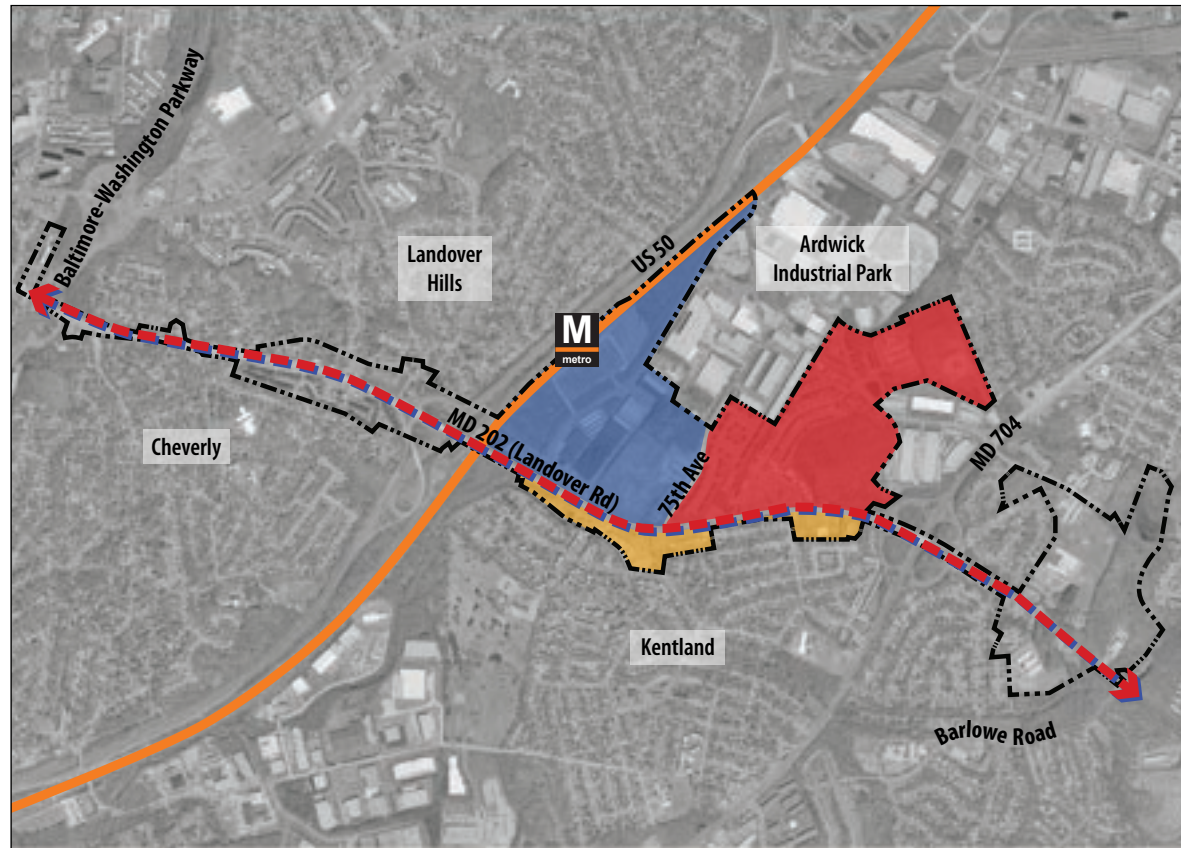 Baltimore-Washington Parkway
Landover
Hills
US 50
Ardwick
Industrial Park
M
metro
Cheverly
MD 202 (Landover Rd)
75th Ave
MD 704
Kentland
Barlowe Road